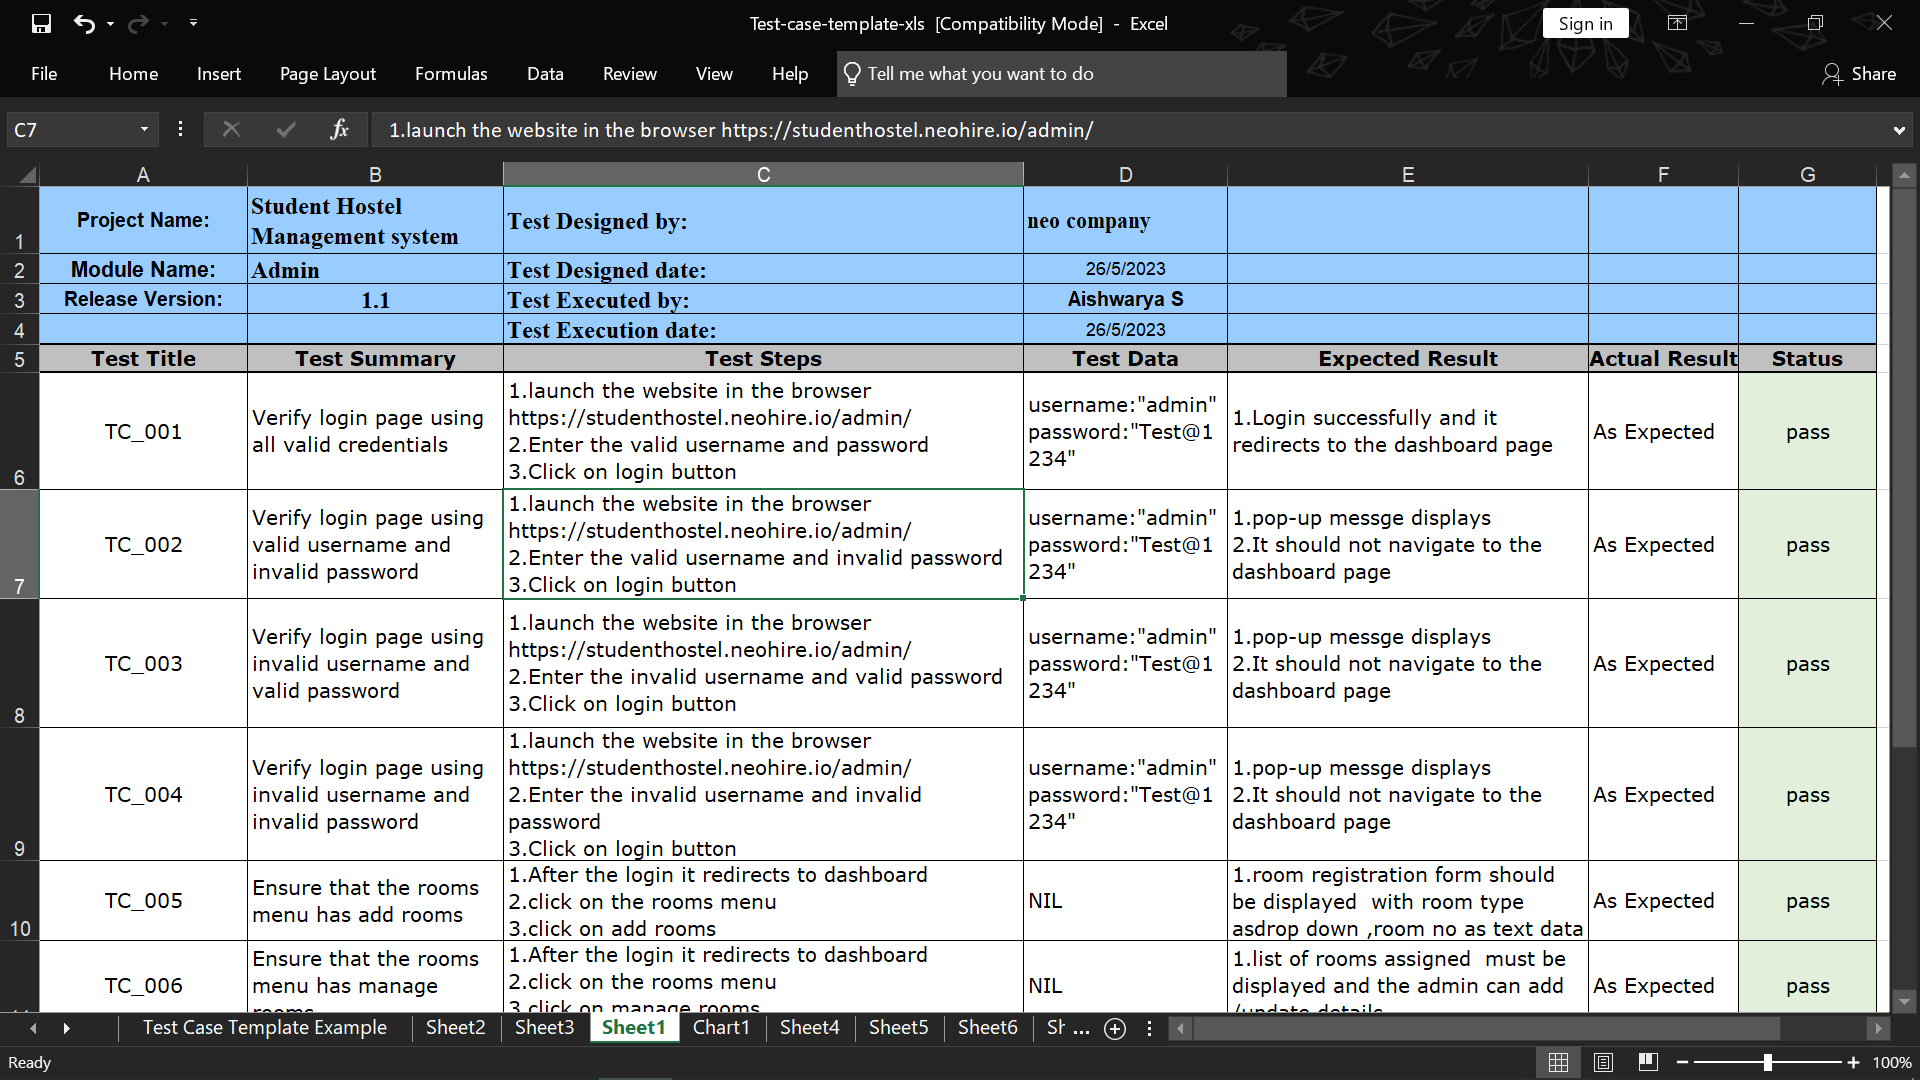 Test-case-template-xls  [Compatibility Mode]  -  Excel
Sign in
File
Home
Insert
Page Layout
Formulas
Data
Review
View
Help
Tell me what you want to do
Share
C7
fx
1.launch the website in the browser https://studenthostel.neohire.io/admin/
A B C D E F G
1
Project Name:
Student Hostel
Management system
Test Designed by:
neo company
2
Module Name:
Admin
Test Designed date:
26/5/2023
3
Release Version:
1.1
Test Executed by:
Aishwarya S
4
Test Execution date:
26/5/2023
5
Test Title
Test Summary
Test Steps
Test Data
Expected Result
Actual Result
Status
6
TC_001
Verify login page using
all valid credentials
1.launch the website in the browser
https://studenthostel.neohire.io/admin/
2.Enter the valid username and password
3.Click on login button
username:"admin"
password:"Test@1
234"
1.Login successfully and it
redirects to the dashboard page
As Expected
pass
7
TC_002
Verify login page using
valid username and
invalid password
1.launch the website in the browser
https://studenthostel.neohire.io/admin/
2.Enter the valid username and invalid password
3.Click on login button
username:"admin"
password:"Test@1
234"
1.pop-up messge displays
2.It should not navigate to the
dashboard page
As Expected
pass
8
TC_003
Verify login page using
invalid username and
valid password
1.launch the website in the browser
https://studenthostel.neohire.io/admin/
2.Enter the invalid username and valid password
3.Click on login button
username:"admin"
password:"Test@1
234"
1.pop-up messge displays
2.It should not navigate to the
dashboard page
As Expected
pass
9
TC_004
Verify login page using
invalid username and
invalid password
1.launch the website in the browser
https://studenthostel.neohire.io/admin/
2.Enter the invalid username and invalid
password
3.Click on login button
username:"admin"
password:"Test@1
234"
1.pop-up messge displays
2.It should not navigate to the
dashboard page
As Expected
pass
10
TC_005
Ensure that the rooms
menu has add rooms
1.After the login it redirects to dashboard
2.click on the rooms menu
3.click on add rooms
NIL
1.room registration form should
be displayed  with room type
asdrop down ,room no as text data
As Expected
pass
TC_006
Ensure that the rooms
menu has manage
rooms
1.After the login it redirects to dashboard
2.click on the rooms menu
3.click on manage rooms
NIL
1.list of rooms assigned  must be
displayed and the admin can add
/update details
As Expected
pass
Test Case Template Example
Sheet2
Sheet3
Sheet1
Chart1
Sheet4
Sheet5
Sheet6
Sh ...
Ready
100%